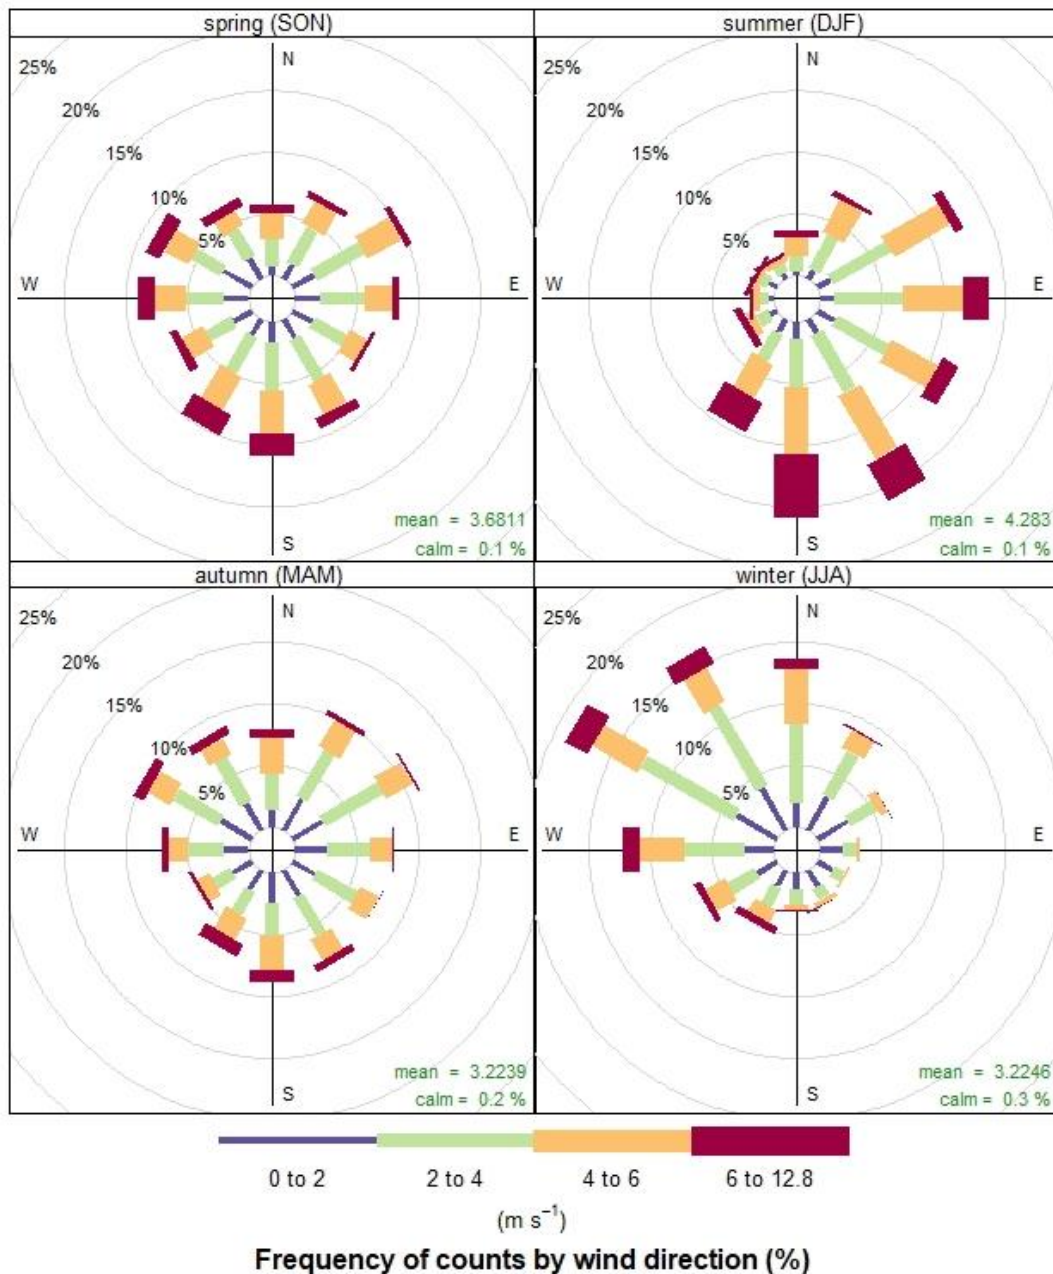 spring (SON)
25%
20%
15%
10%
5%
N
W
E
S
mean = 3.6811
calm = 0.1 %
summer (DJF)
25%
20%
15%
10%
5%
N
W
E
S
mean = 4.283
calm = 0.1 %
autumn (MAM)
25%
20%
15%
10%
5%
N
W
E
S
mean = 3.2239
calm = 0.2 %
winter (JJA)
25%
20%
15%
10%
5%
N
W
E
S
mean = 3.2246
calm = 0.3 %
0 to 2 2 to 4 4 to 6 6 to 12.8
(m s⁻¹)
Frequency of counts by wind direction (%)